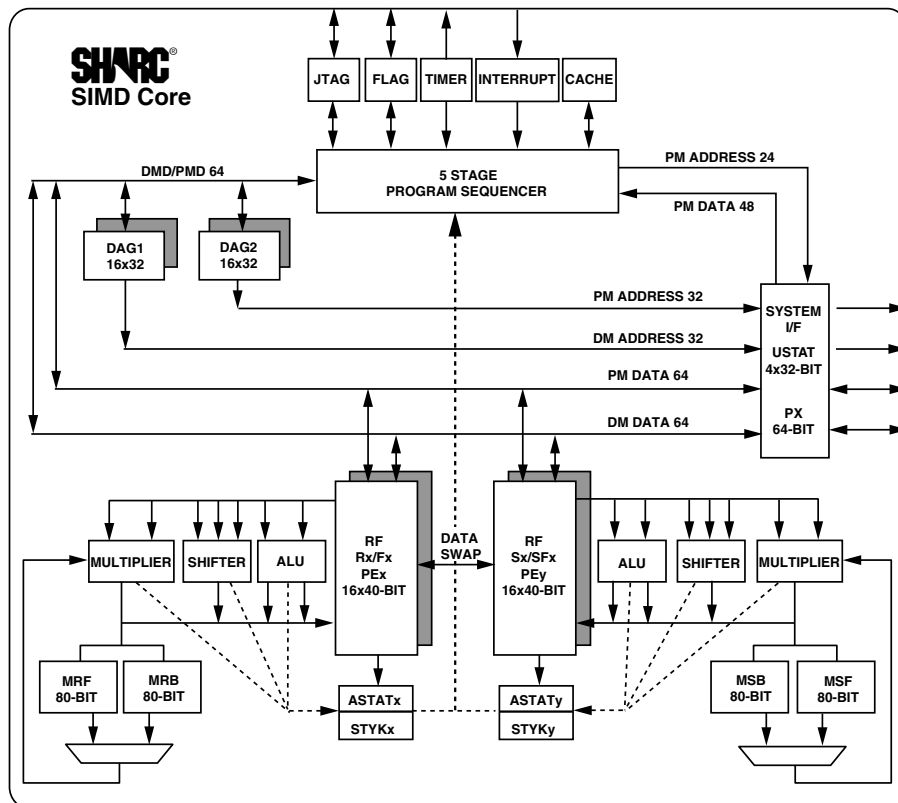 SHARC®
SIMD Core
JTAG
FLAG
TIMER
INTERRUPT
CACHE
5 STAGE
PROGRAM SEQUENCER
PM ADDRESS 24
PM DATA 48
DMD/PMD 64
DAG1
16x32
DAG2
16x32
PM ADDRESS 32
DM ADDRESS 32
PM DATA 64
DM DATA 64
SYSTEM
I/F
USTAT
4x32-BIT
PX
64-BIT
MULTIPLIER
SHIFTER
ALU
RF
Rx/Fx
PEx
16x40-BIT
DATA
SWAP
RF
Sx/SFx
PEy
16x40-BIT
ALU
SHIFTER
MULTIPLIER
MRF
80-BIT
MRB
80-BIT
ASTATx
STYKx
ASTATy
STYKy
MSB
80-BIT
MSF
80-BIT